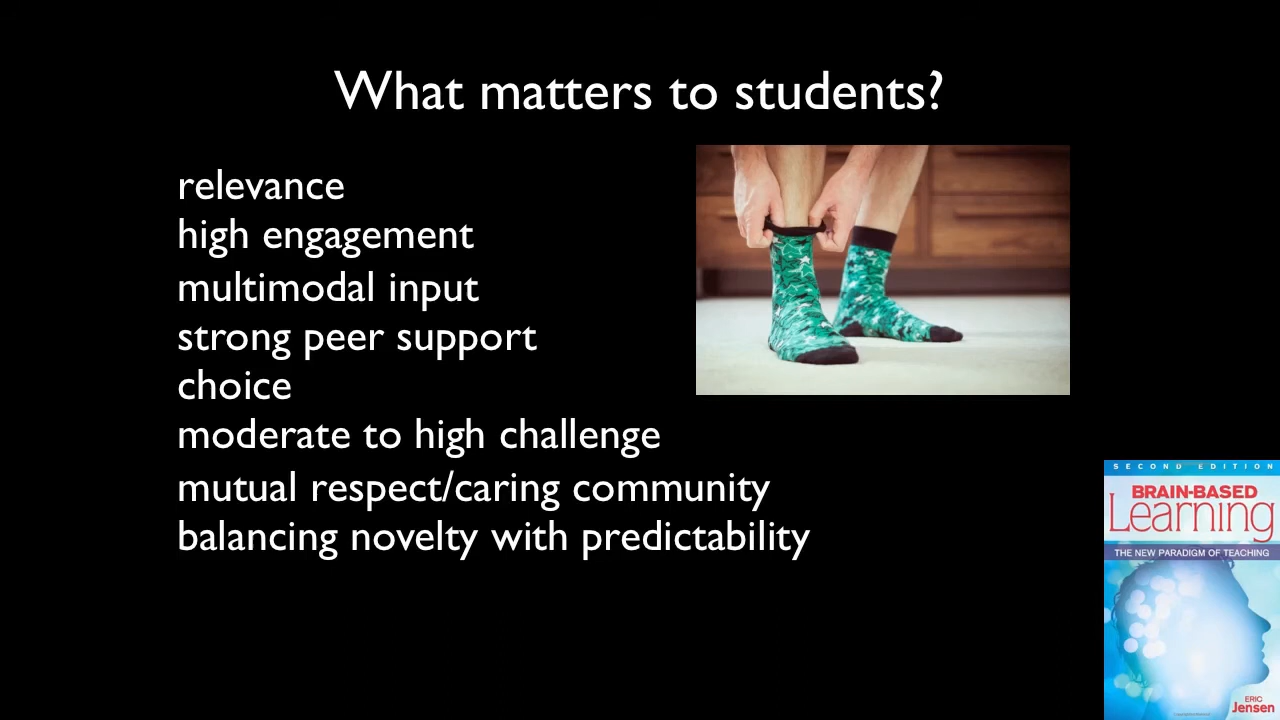 What matters to students?
relevance
high engagement
multimodal input
strong peer support
choice
moderate to high challenge
mutual respect/caring community
balancing novelty with predictability
SECOND EDITION
BRAIN-BASED
Learning
THE NEW PARADIGM OF TEACHING
ERIC
Jensen